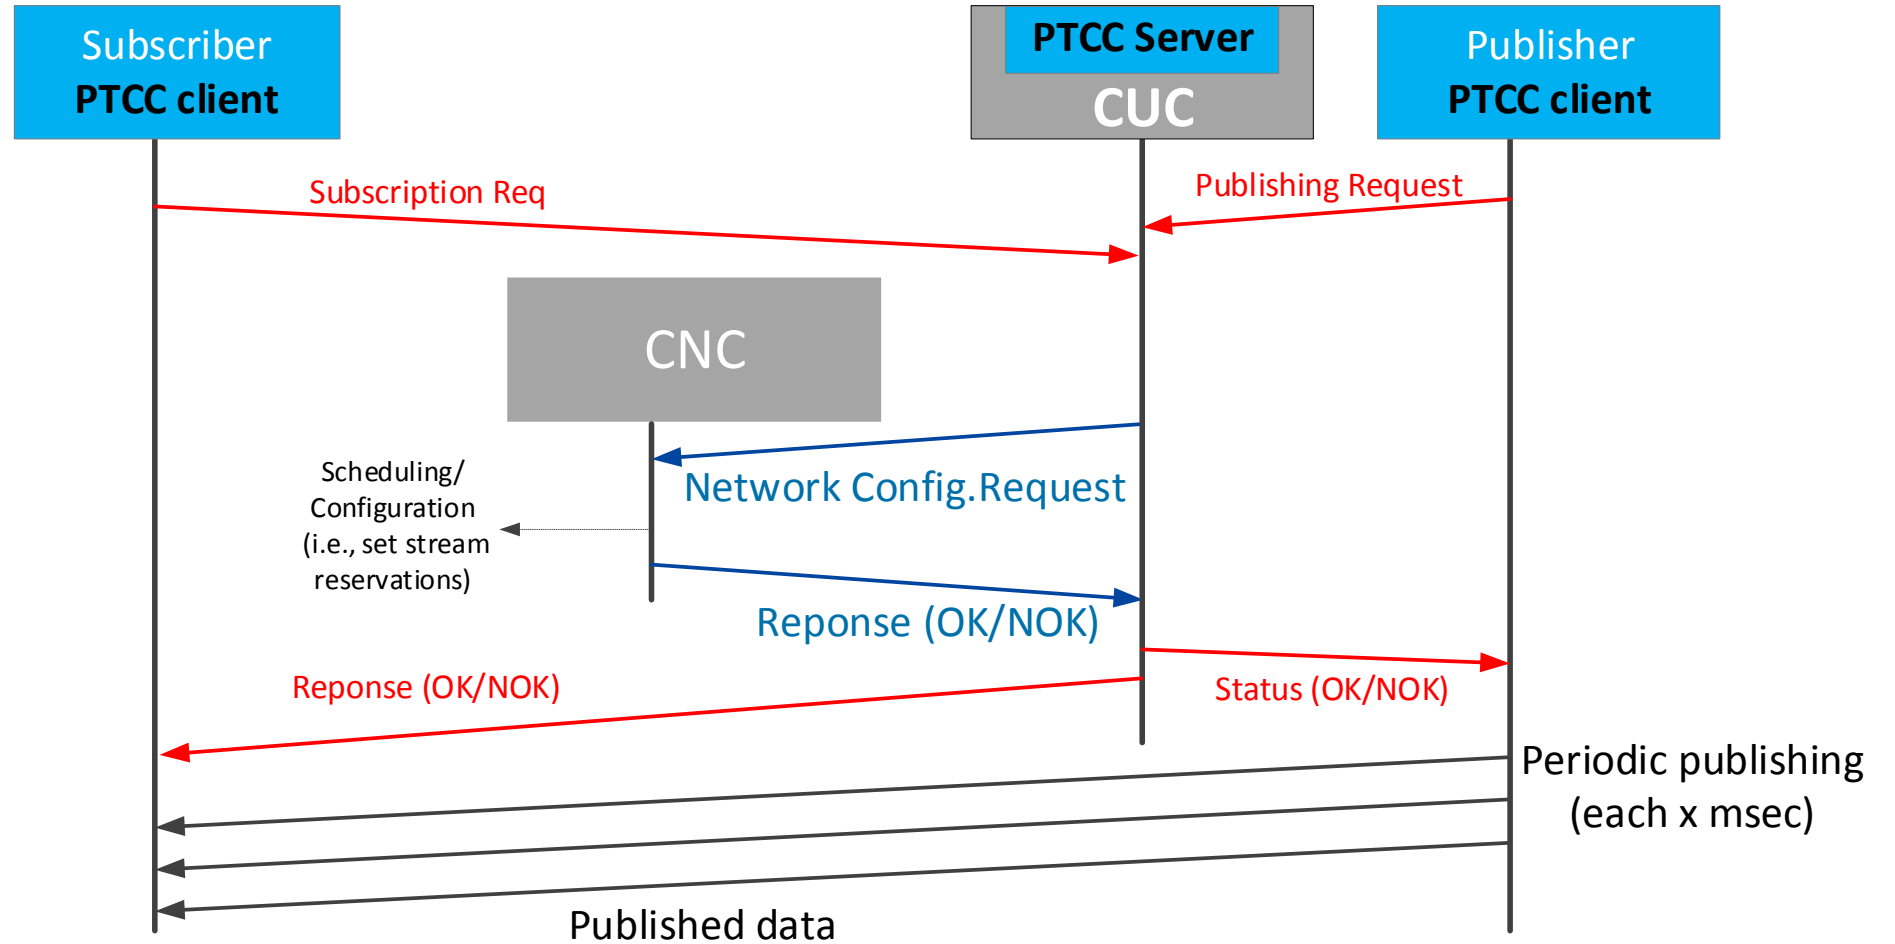 Subscriber
PTCC client
PTCC Server
CUC
Publisher
PTCC client
Subscription Req
Publishing Request
CNC
Network Config.Request
Scheduling/
Configuration
(i.e., set stream
reservations)
Reponse (OK/NOK)
Reponse (OK/NOK)
Status (OK/NOK)
Periodic publishing
(each x msec)
Published data